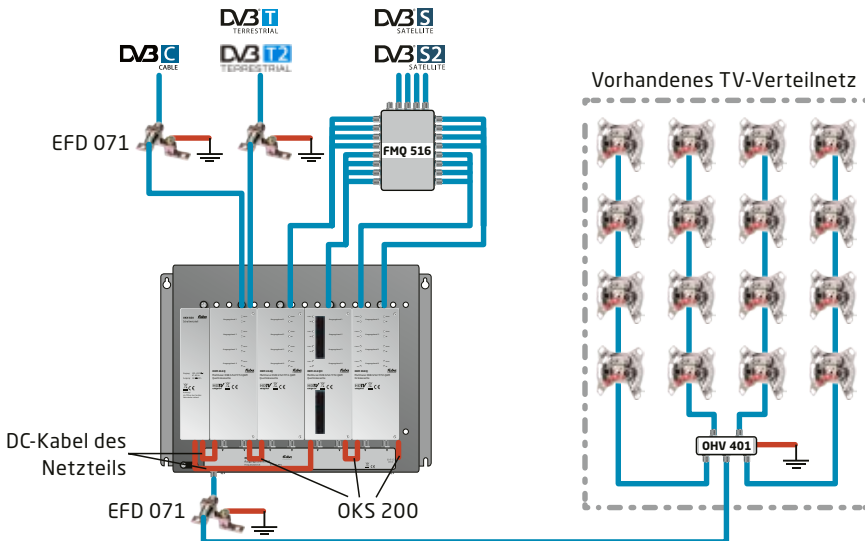 DVB T
TERRESTRIAL
DVB S
SATELLITE
DVB C
CABLE
DVB T2
TERRESTRIAL
DVB S2
SATELLITE
Vorhandenes TV-Verteilnetz
EFD 071
FMQ 516
DC-Kabel des
Netzteils
OHV 401
EFD 071
OKS 200